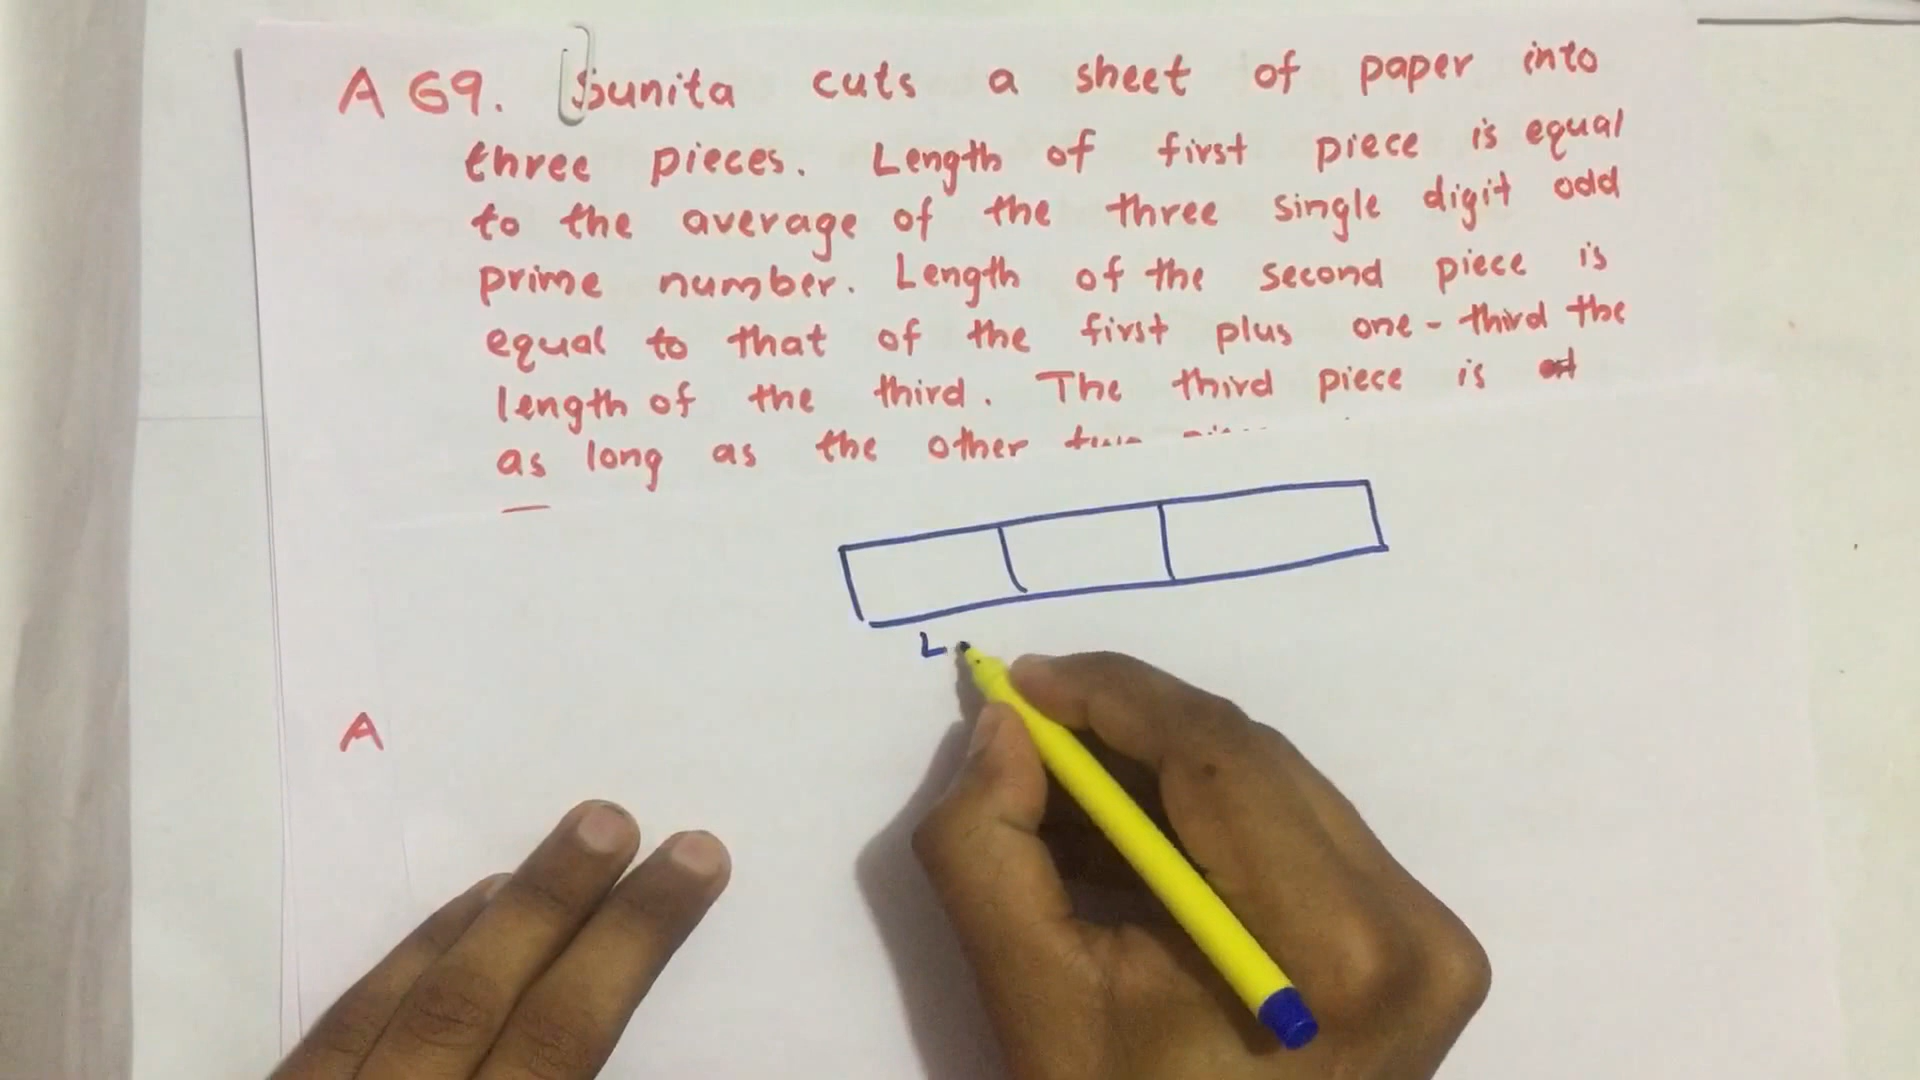 A 69. Sunita cuts a sheet of paper into
three pieces. Length of first piece is equal
to the average of the three single digit odd
prime number. Length of the second piece is
equal to that of the first plus one-third the
length of the third. The third piece is
as long as the other
L
A